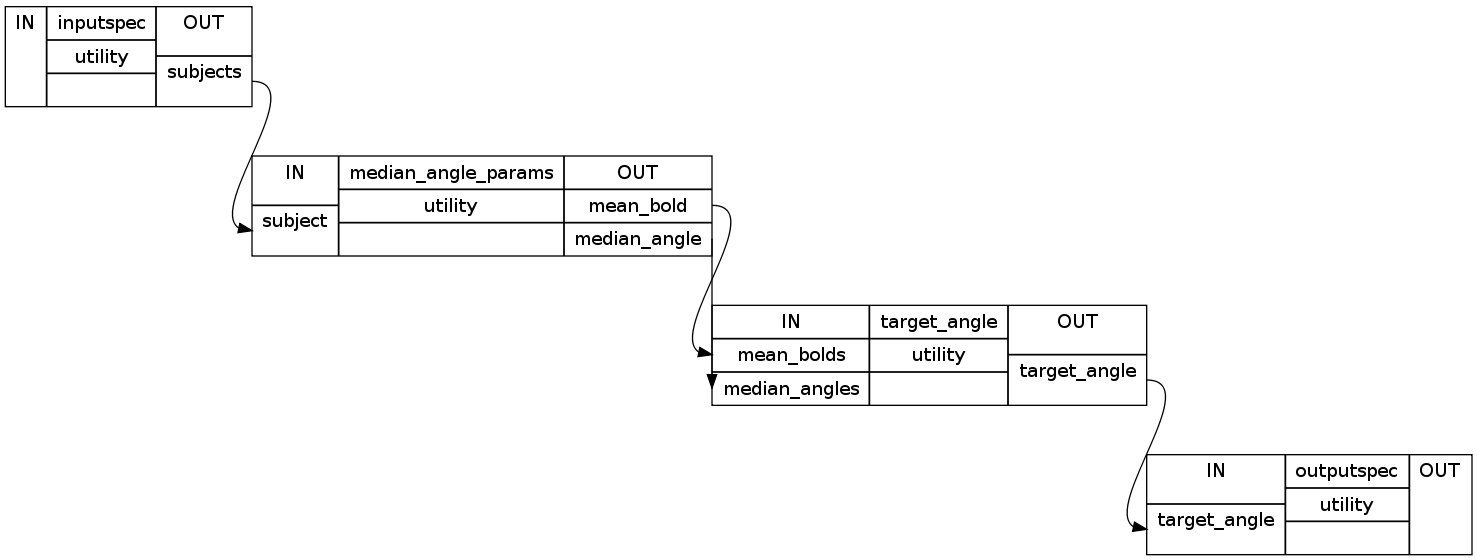 IN inputspec OUT
utility
subjects
IN median_angle_params OUT
utility mean_bold
subject
median_angle
IN target_angle OUT
mean_bolds utility
target_angle
median_angles
IN outputspec OUT
utility
target_angle